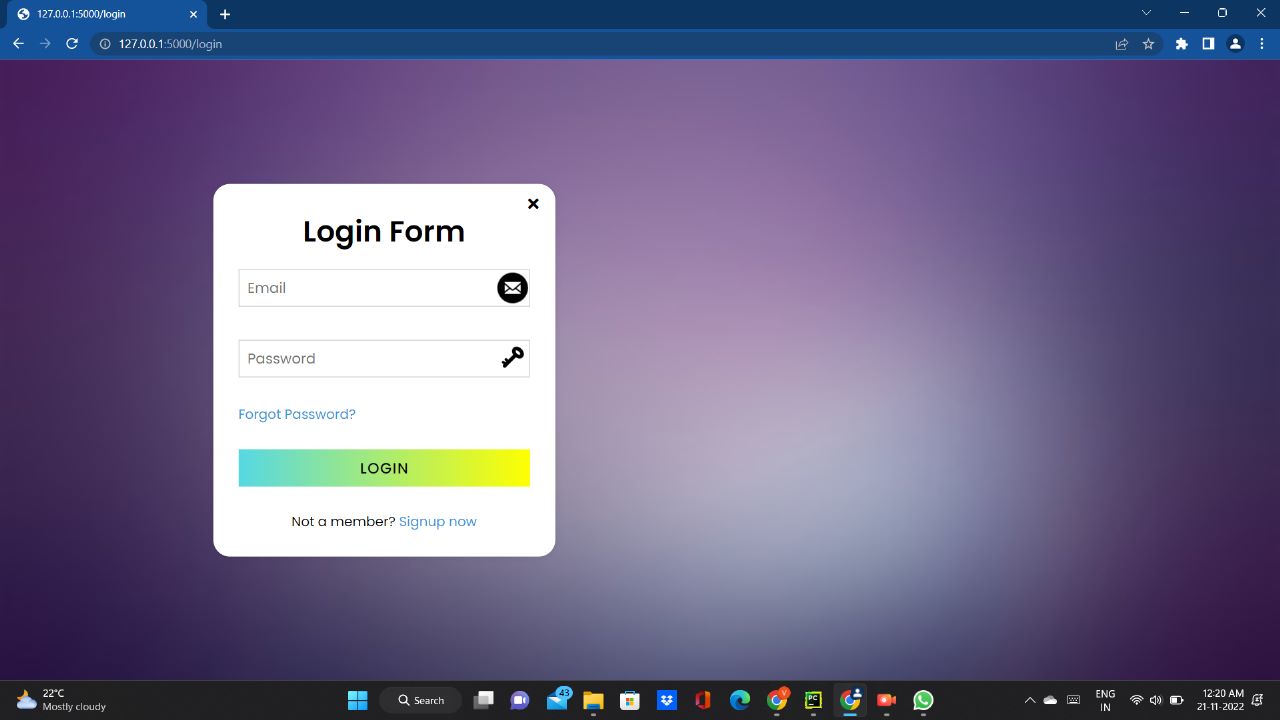 127.0.0.1:5000/login
127.0.0.1:5000/login
Login Form
Email
Password
Forgot Password?
LOGIN
Not a member? Signup now
22°C
Mostly cloudy
Search
43
V
PC
ENG
IN
12:20 AM
21-11-2022